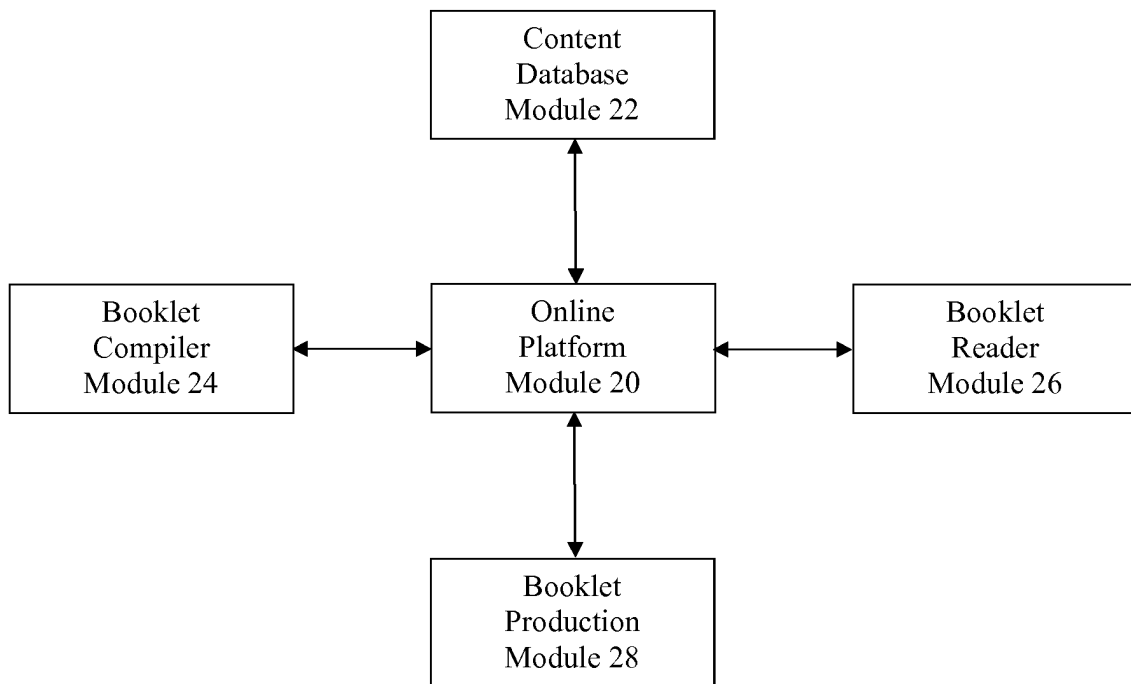 Content
Database
Module 22
Booklet
Compiler
Module 24
Online
Platform
Module 20
Booklet
Reader
Module 26
Booklet
Production
Module 28